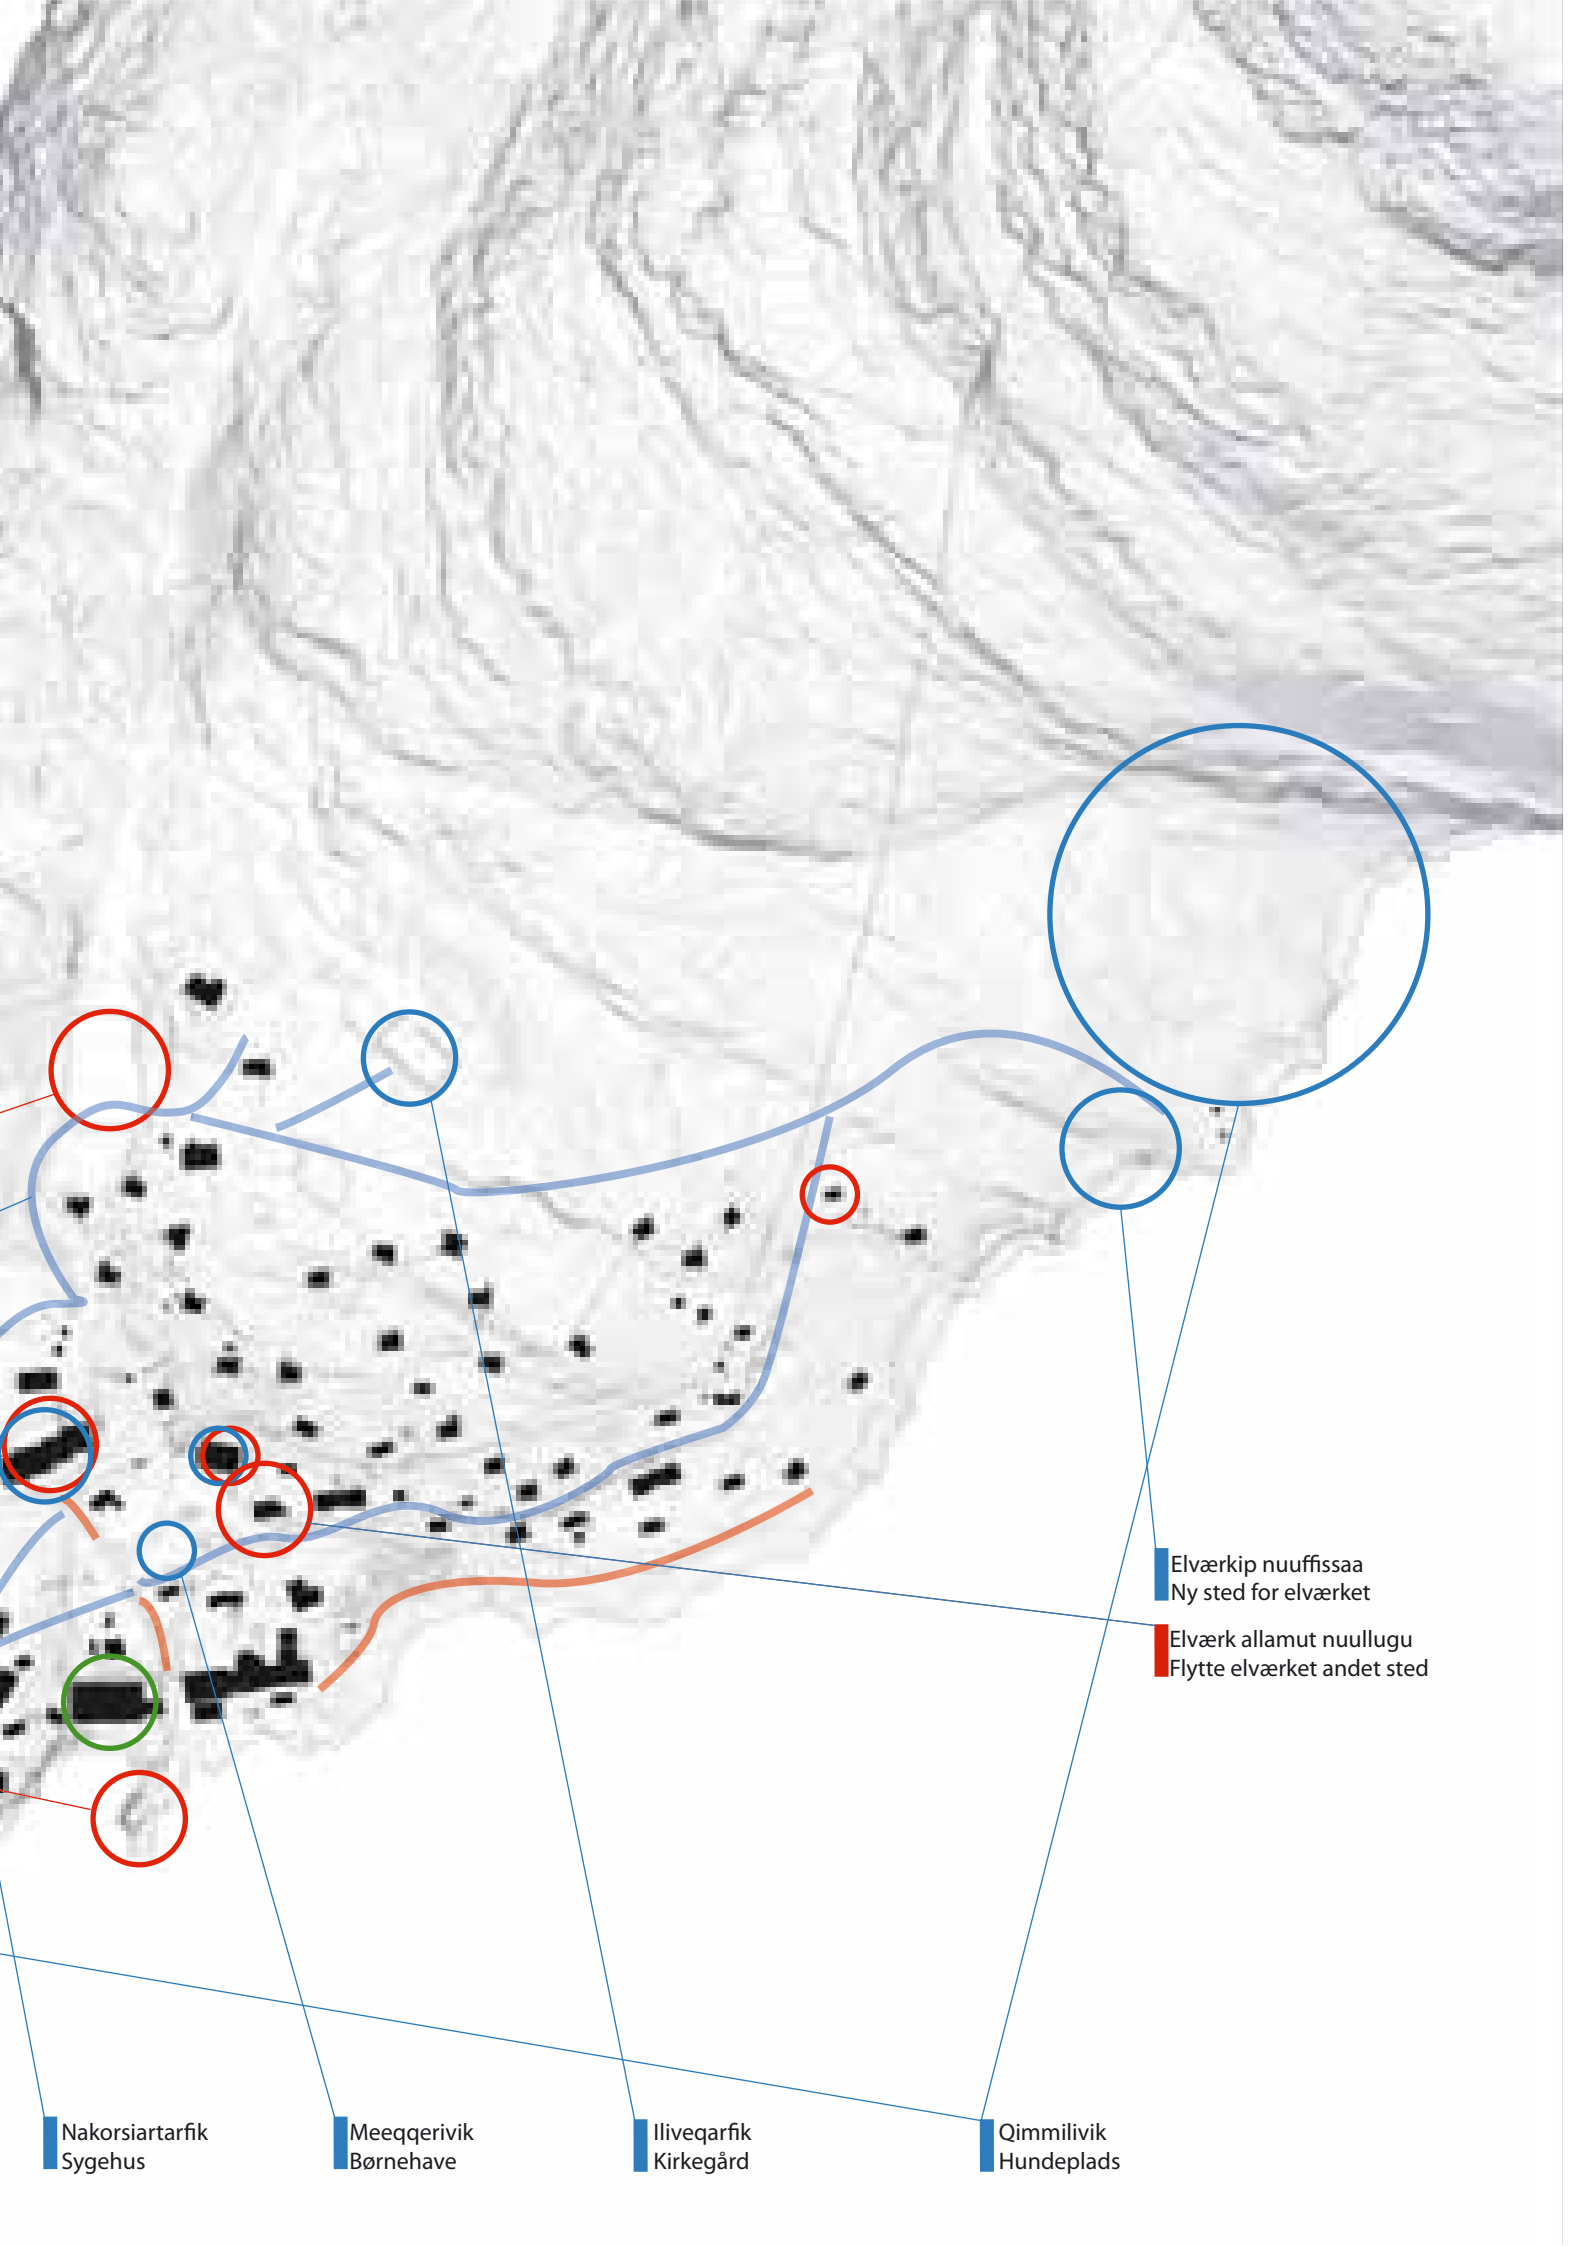 Elværkip nuuffissaa
Ny sted for elværket
Elværk allamut nuullugu
Flytte elværket andet sted
Nakorsiartarfik
Sygehus
Meeqqerivik
Børnehave
Iliveqarfik
Kirkegård
Qimmilivik
Hundeplads